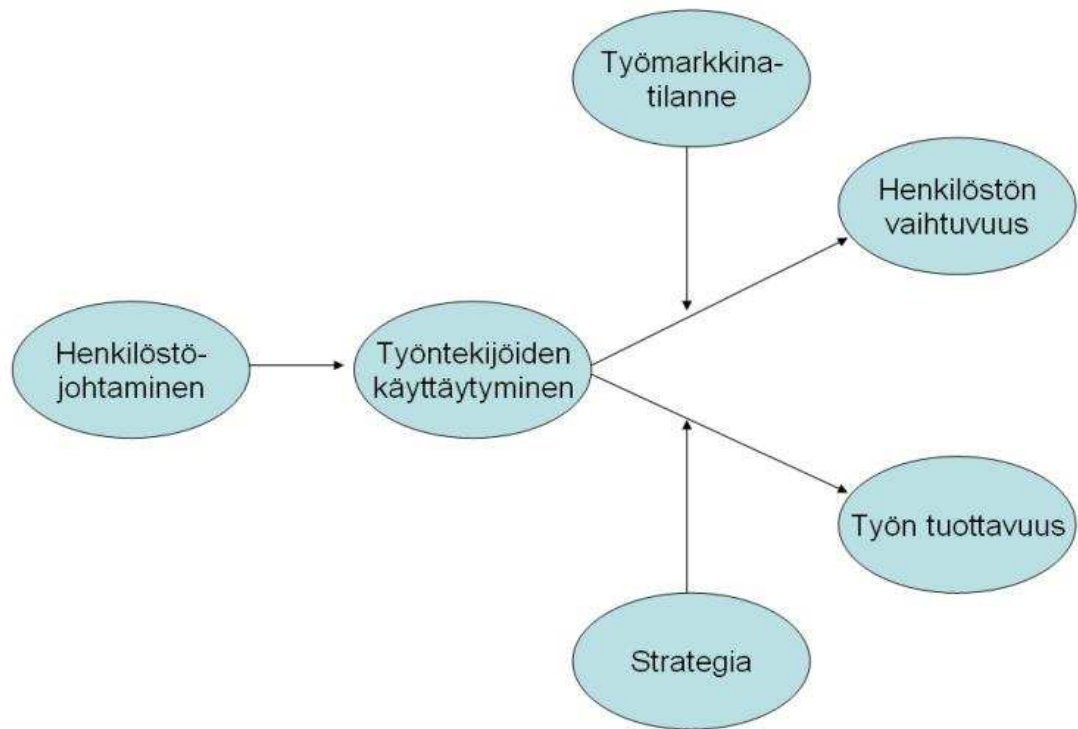 Työmarkkina-
tilanne
Henkilöstön
vaihtuvuus
Henkilöstö-
johtaminen
Työntekijöiden
käyttäytyminen
Työn tuottavuus
Strategia